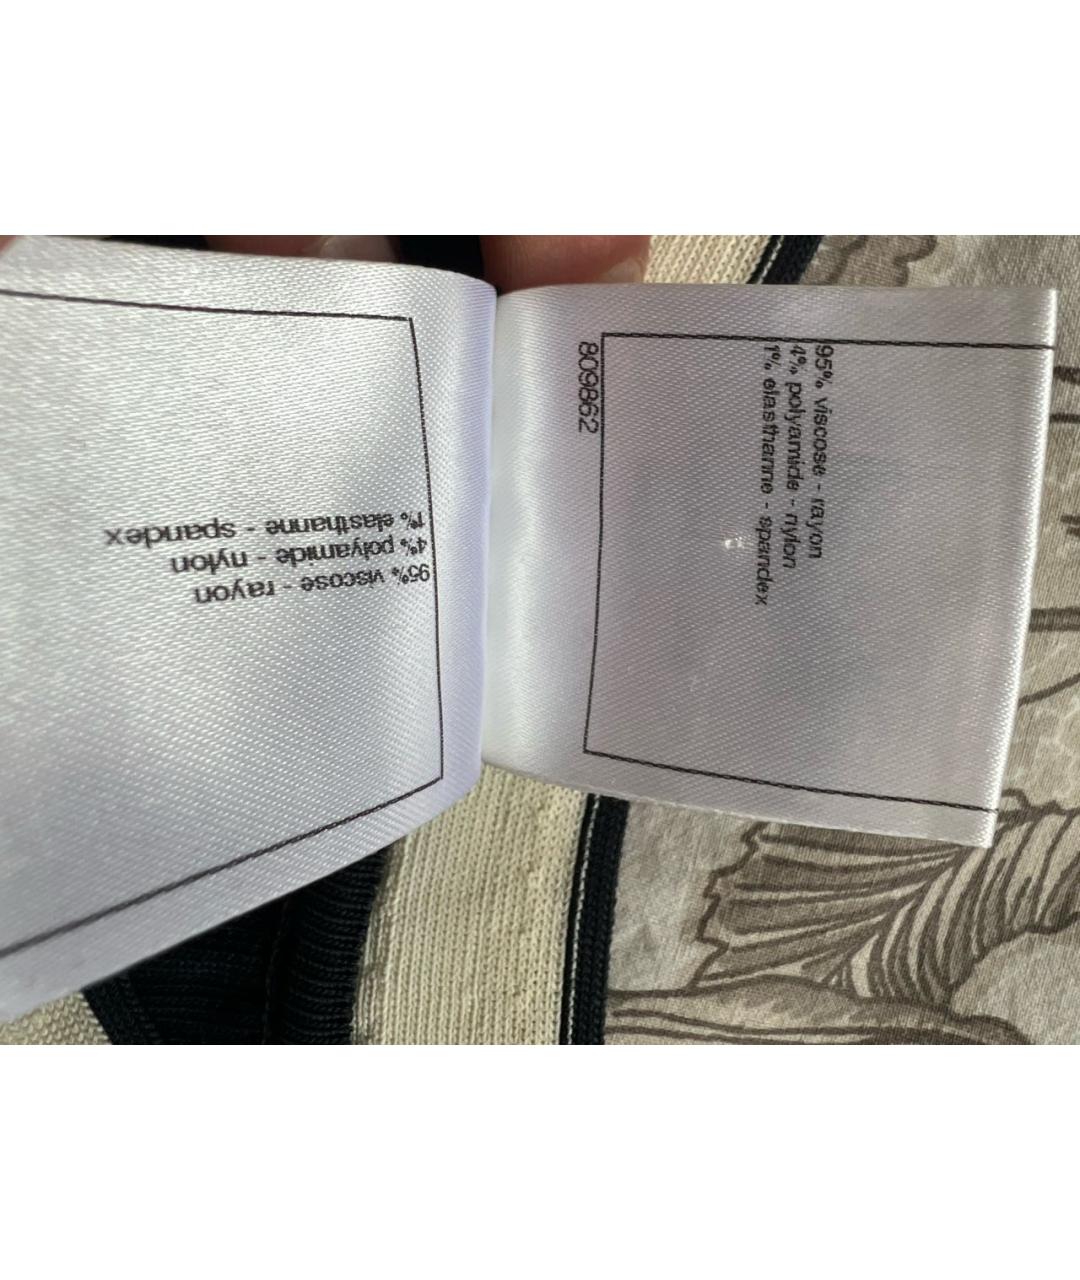 95% viscose - rayon
4% polyamide - nylon
1% elasthanne - spandex
95% viscose - rayon
4% polyamide - nylon
1% elasthanne - spandex
809862